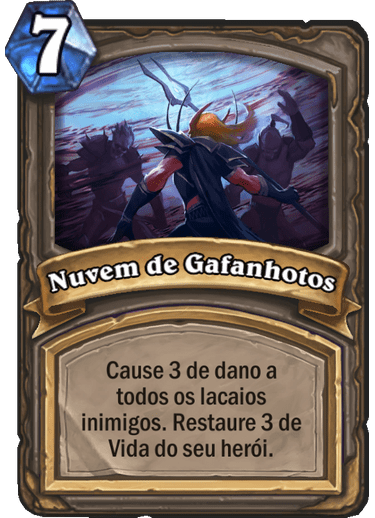 7
Nuvem de Gafanhotos
Cause 3 de dano a
todos os lacaios
inimigos. Restaure 3 de
Vida do seu herói.